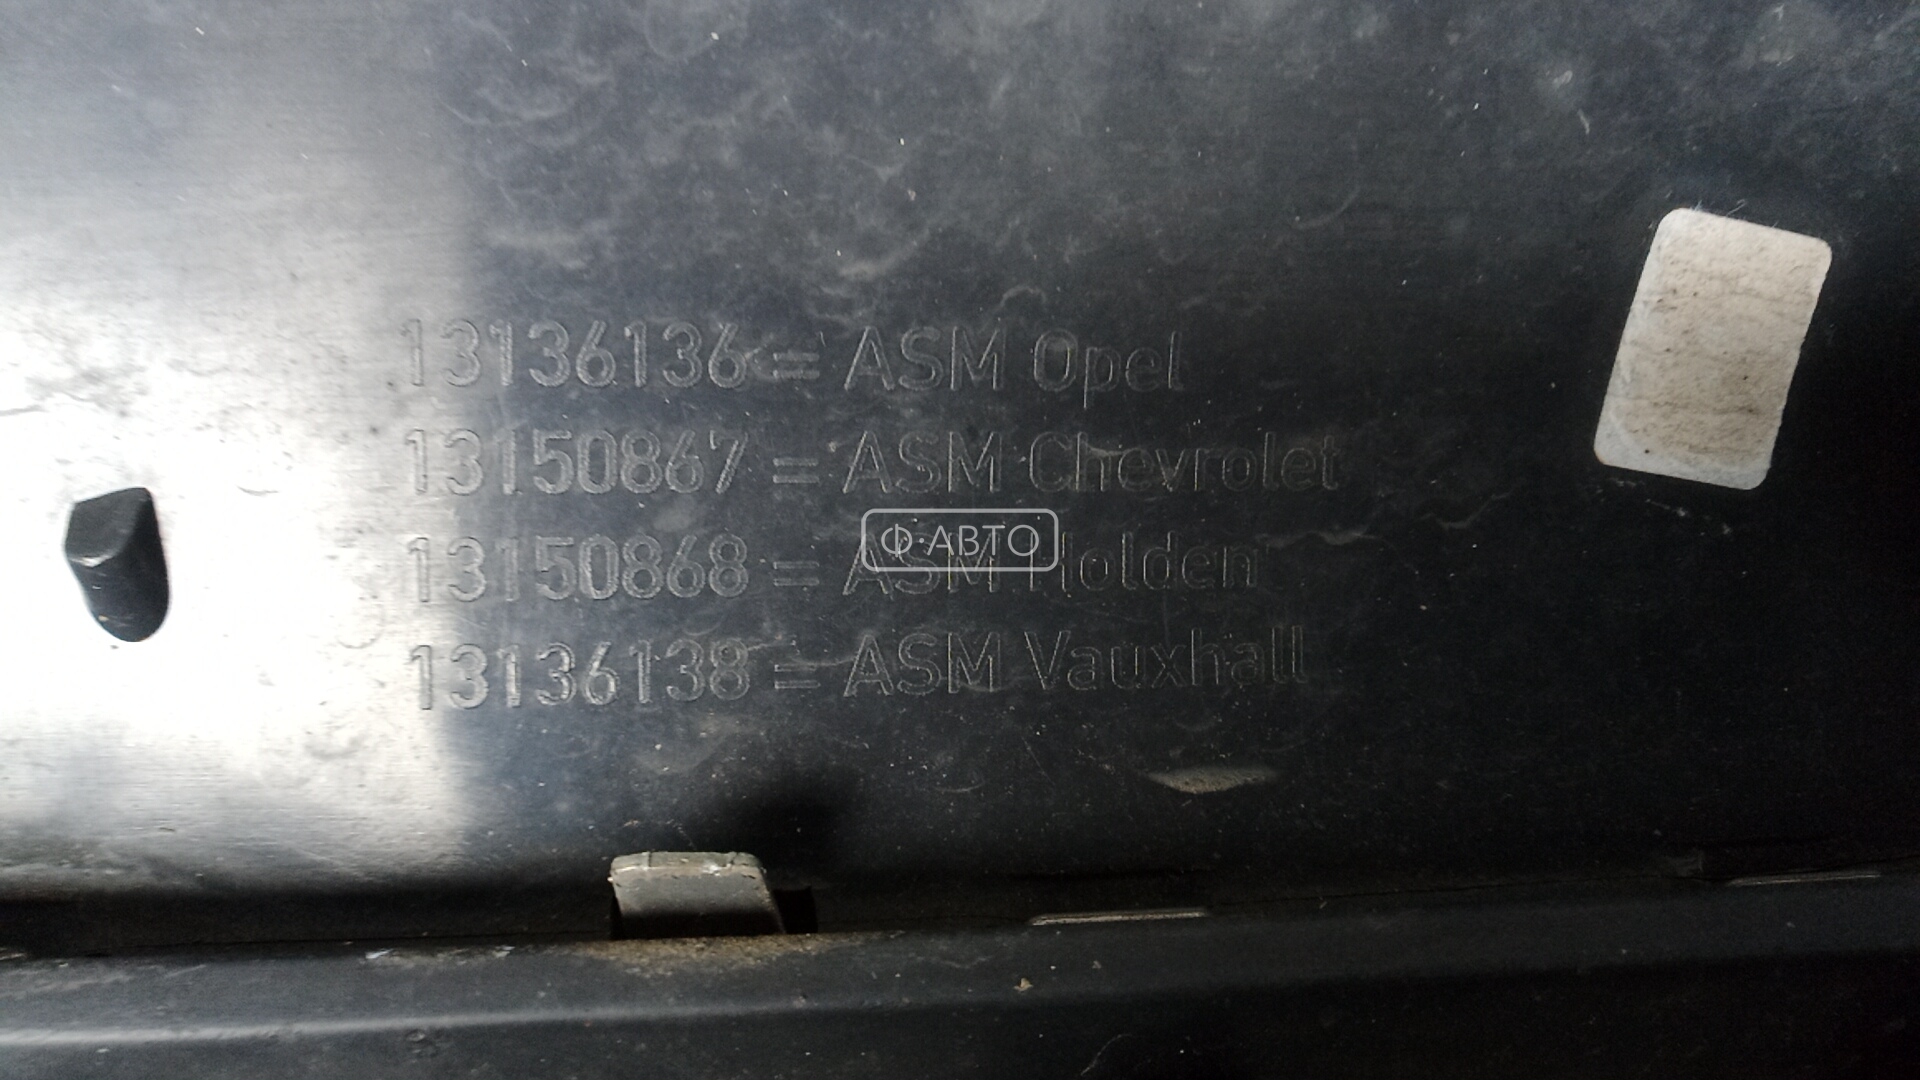 13136136 = ASM Opel
13150867 = ASM Chevrolet
Ф·АВТО
13150868 = ASM Holden
13136138 = ASM Vauxhall